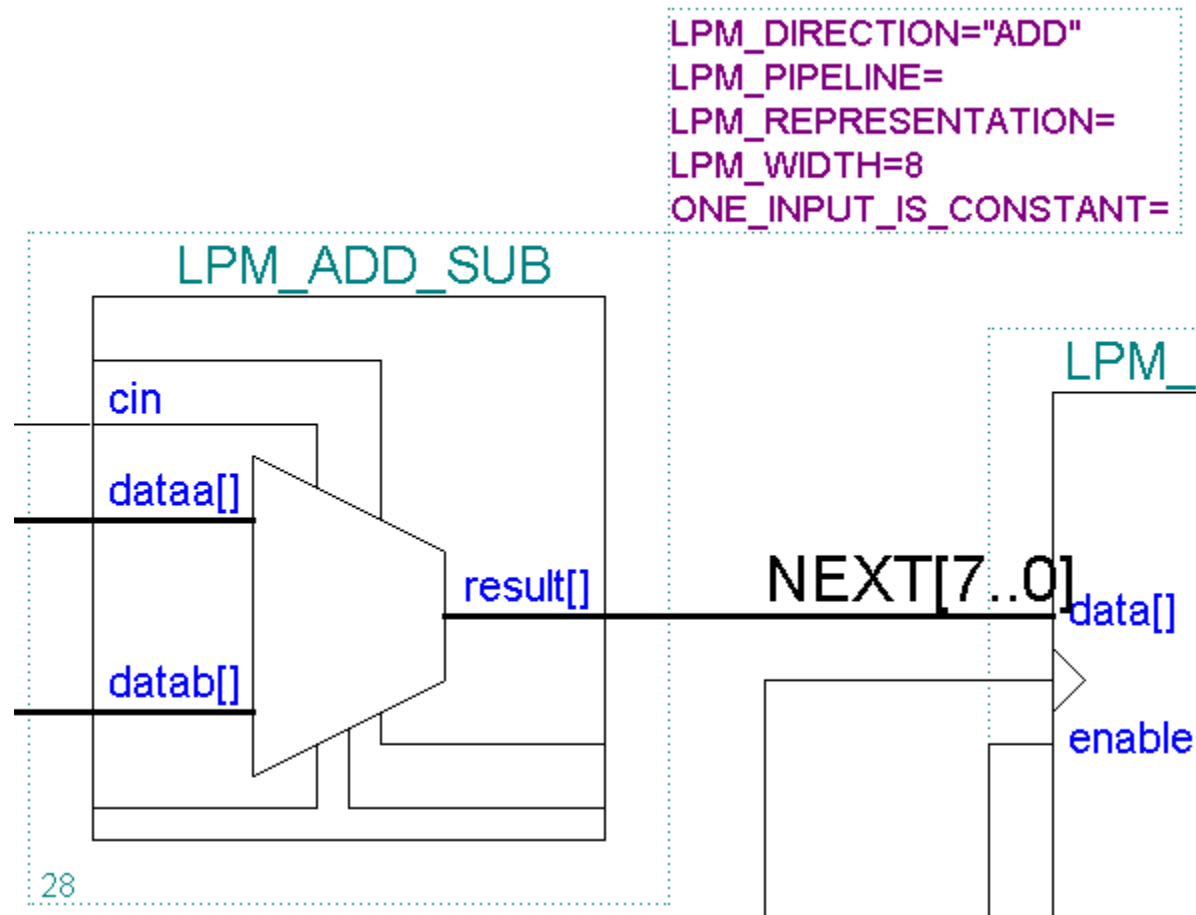 LPM_DIRECTION="ADD"
LPM_PIPELINE=
LPM_REPRESENTATION=
LPM_WIDTH=8
ONE_INPUT_IS_CONSTANT=
LPM_ADD_SUB
LPM_
cin
dataa[]
result[]
NEXT[7..0]
data[]
datab[]
enable
28